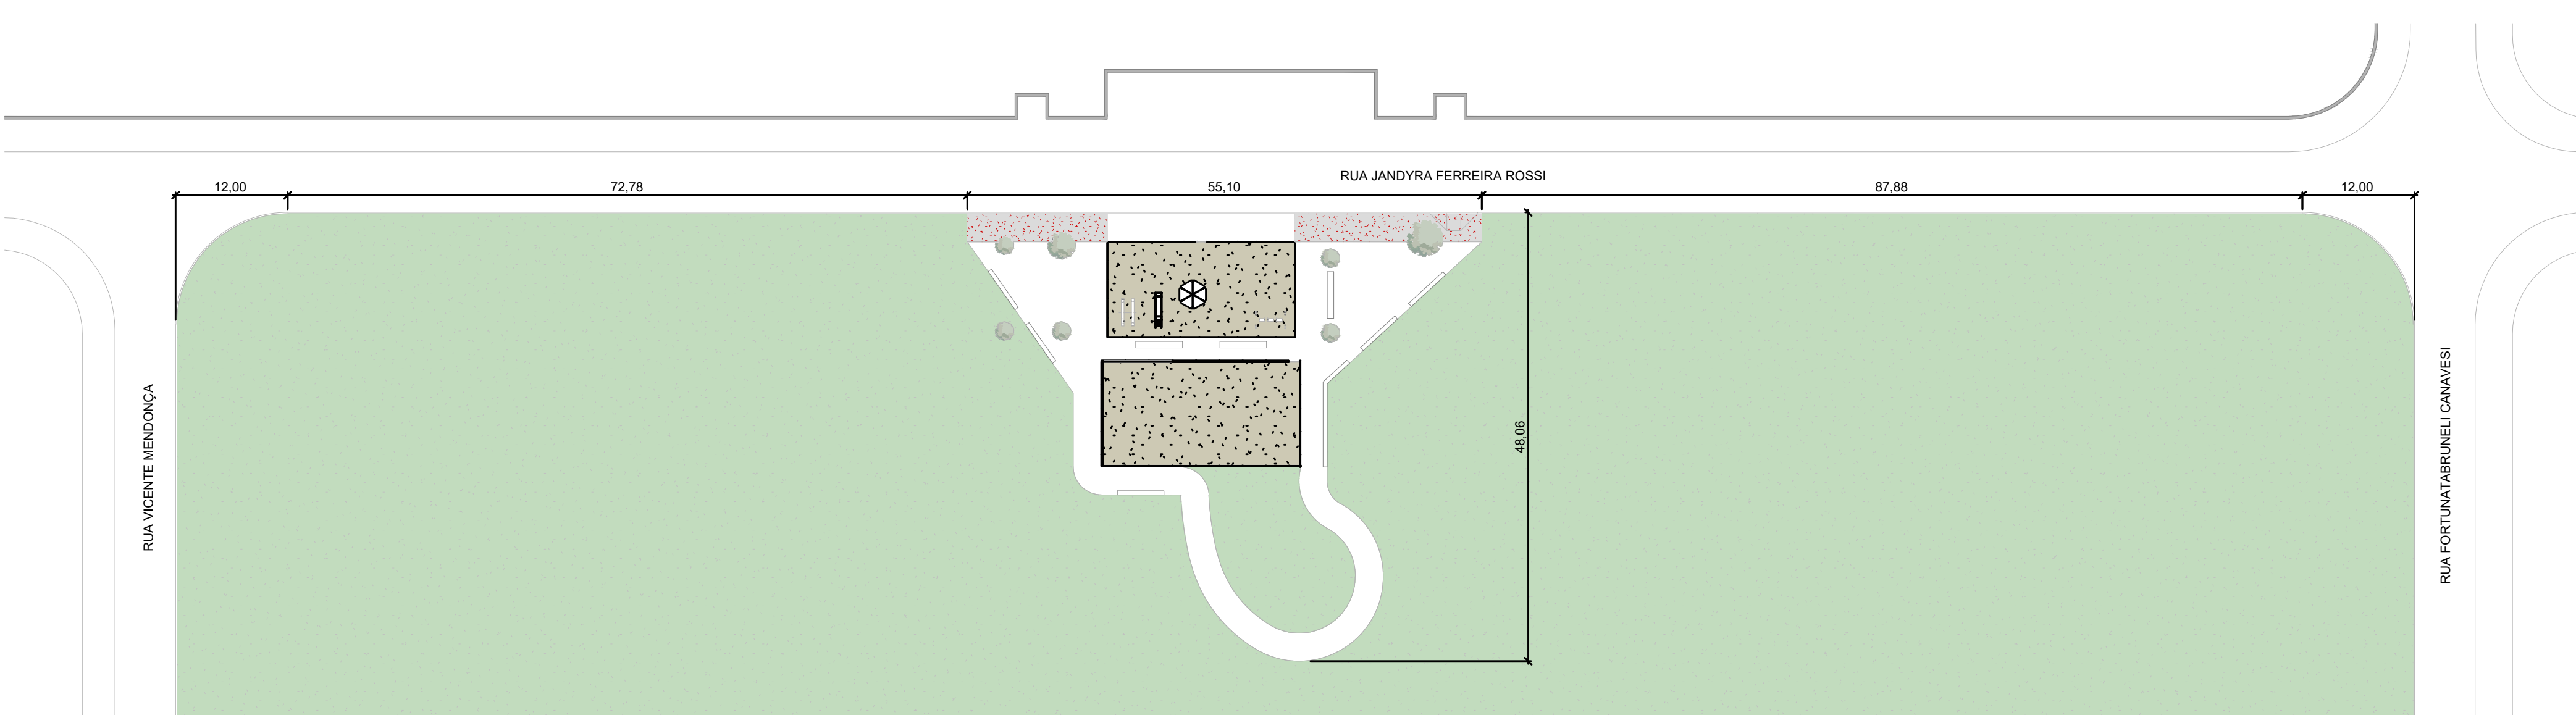 RUA JANDYRA FERREIRA ROSSI
12,00
72,78
55,10
87,88
12,00
48,06
RUA VICENTE MENDONÇA
RUA FORTUNATABRUNELI CANAVESI